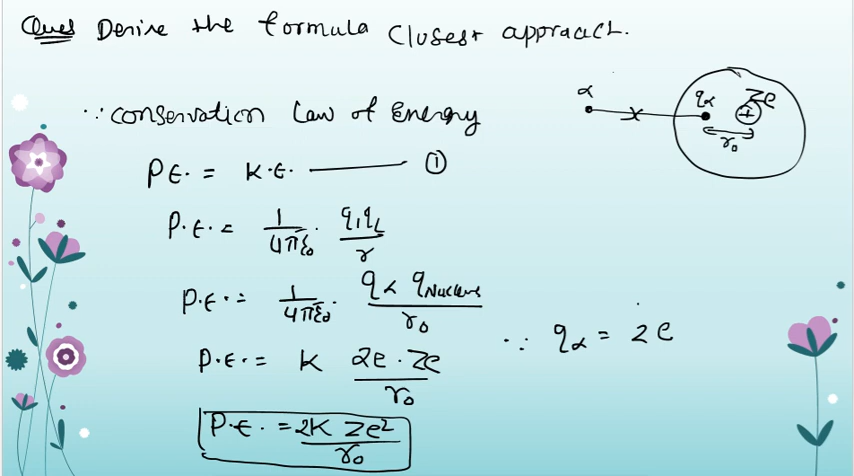 Ques Derive the formula closest approach.
∵ conservation Law of Energy
P.E. = K.E. ——— ①
P.E. = 1/4πε₀ · q₁q₂/r
P.E. = 1/4πε₀ · qα qNucleus/r₀
P.E. = K 2e · Ze/r₀
∵ qα = 2e
P.E. = 2K Ze²/r₀
α qα Ze
+
r₀